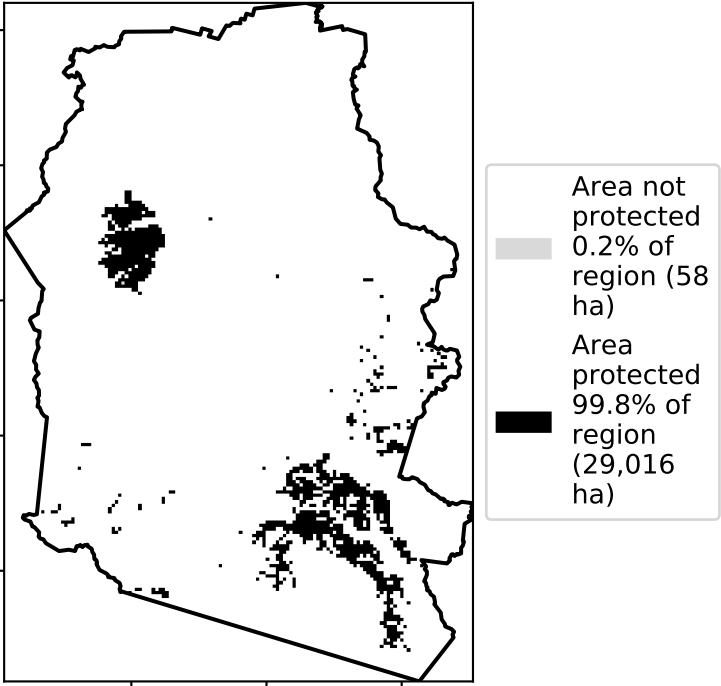 Area not
protected
0.2% of
region (58
ha)
Area
protected
99.8% of
region
(29,016
ha)